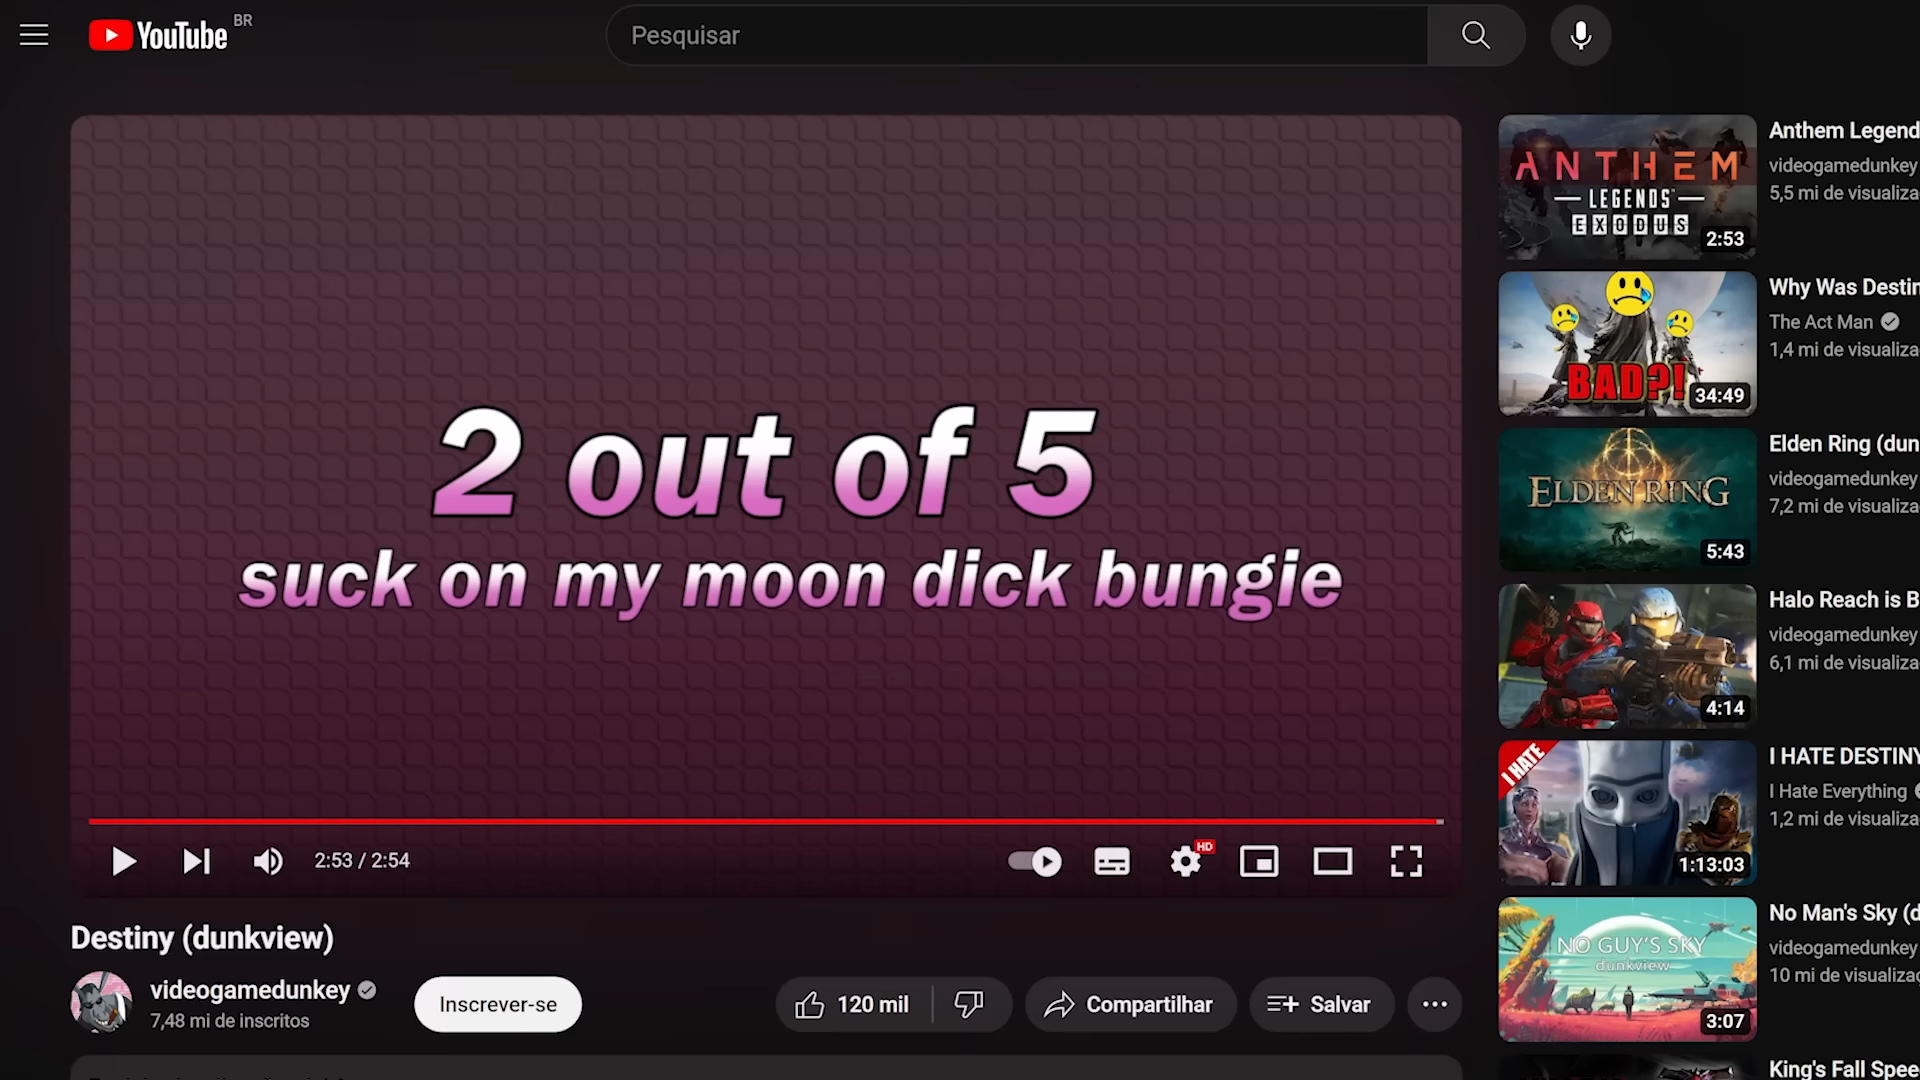 YouTube BR
Pesquisar
2 out of 5
suck on my moon dick bungie
2:53 / 2:54
HD
Destiny (dunkview)
videogamedunkey
7,48 mi de inscritos
Inscrever-se
120 mil
Compartilhar
Salvar
ANTHEM
LEGENDS
EXODUS
2:53
Anthem Legend
videogamedunkey
5,5 mi de visualiza
BAD?!
34:49
Why Was Destin
The Act Man
1,4 mi de visualiza
ELDEN RING
5:43
Elden Ring (dun
videogamedunkey
7,2 mi de visualiza
4:14
Halo Reach is B
videogamedunkey
6,1 mi de visualiza
I HATE
1:13:03
I HATE DESTINY
I Hate Everything
1,2 mi de visualiza
NO GUY'S SKY
dunkview
3:07
No Man's Sky (d
videogamedunkey
10 mi de visualizaç
King's Fall Spee